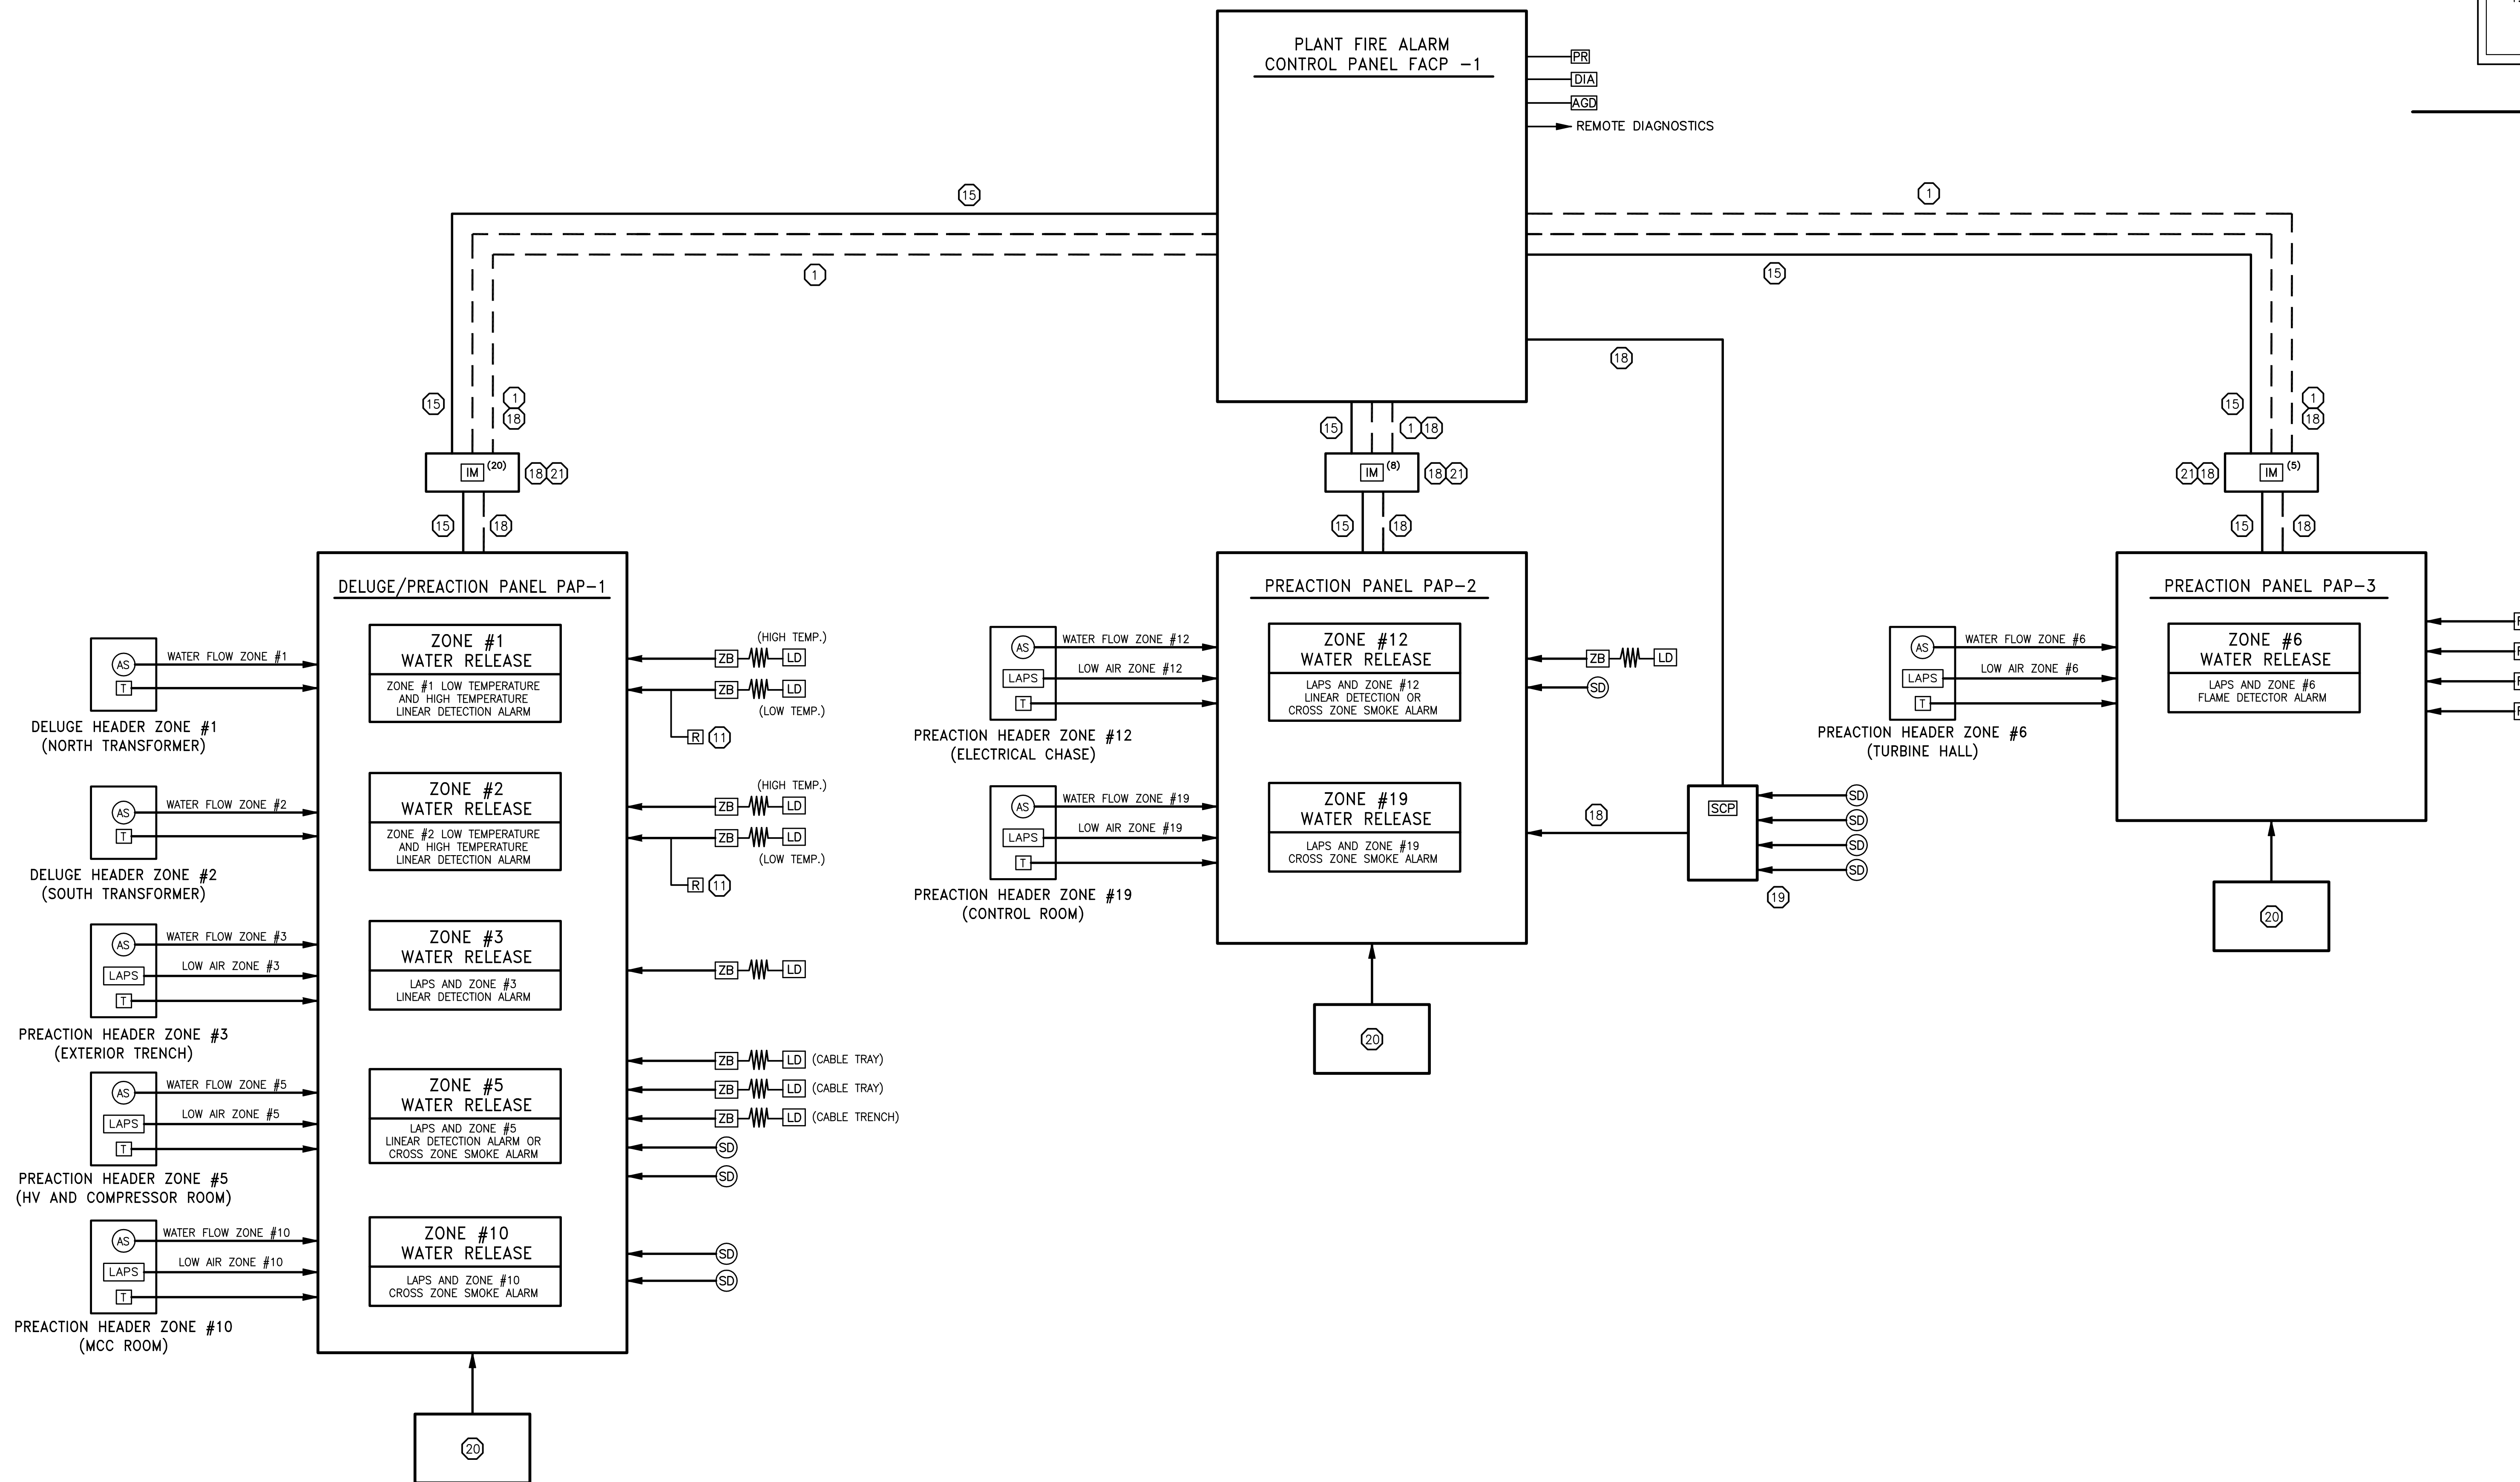 PLANT FIRE ALARM
CONTROL PANEL FACP -1
PR
DIA
AGD
REMOTE DIAGNOSTICS
15
1
1
15
18
15
1
18
IM (20)
18 21
15
18
15
1 18
IM (8)
18 21
15
18
15
1
18
21 18
IM (5)
15
18
DELUGE/PREACTION PANEL PAP-1
AS
WATER FLOW ZONE #1
T
DELUGE HEADER ZONE #1
(NORTH TRANSFORMER)
ZONE #1
WATER RELEASE
ZONE #1 LOW TEMPERATURE
AND HIGH TEMPERATURE
LINEAR DETECTION ALARM
(HIGH TEMP.)
ZB LD
ZB LD
(LOW TEMP.)
R 11
AS
WATER FLOW ZONE #2
T
DELUGE HEADER ZONE #2
(SOUTH TRANSFORMER)
ZONE #2
WATER RELEASE
ZONE #2 LOW TEMPERATURE
AND HIGH TEMPERATURE
LINEAR DETECTION ALARM
(HIGH TEMP.)
ZB LD
ZB LD
(LOW TEMP.)
R 11
AS
WATER FLOW ZONE #3
LAPS
LOW AIR ZONE #3
T
PREACTION HEADER ZONE #3
(EXTERIOR TRENCH)
ZONE #3
WATER RELEASE
LAPS AND ZONE #3
LINEAR DETECTION ALARM
ZB LD
AS
WATER FLOW ZONE #5
LAPS
LOW AIR ZONE #5
T
PREACTION HEADER ZONE #5
(HV AND COMPRESSOR ROOM)
ZONE #5
WATER RELEASE
LAPS AND ZONE #5
LINEAR DETECTION ALARM OR
CROSS ZONE SMOKE ALARM
ZB LD (CABLE TRAY)
ZB LD (CABLE TRAY)
ZB LD (CABLE TRENCH)
SD
SD
AS
WATER FLOW ZONE #10
LAPS
LOW AIR ZONE #10
T
PREACTION HEADER ZONE #10
(MCC ROOM)
ZONE #10
WATER RELEASE
LAPS AND ZONE #10
CROSS ZONE SMOKE ALARM
SD
SD
20
PREACTION PANEL PAP-2
AS
WATER FLOW ZONE #12
LAPS
LOW AIR ZONE #12
T
PREACTION HEADER ZONE #12
(ELECTRICAL CHASE)
ZONE #12
WATER RELEASE
LAPS AND ZONE #12
LINEAR DETECTION OR
CROSS ZONE SMOKE ALARM
ZB LD
SD
AS
WATER FLOW ZONE #19
LAPS
LOW AIR ZONE #19
T
PREACTION HEADER ZONE #19
(CONTROL ROOM)
ZONE #19
WATER RELEASE
LAPS AND ZONE #19
CROSS ZONE SMOKE ALARM
18
SCP
SD
SD
SD
SD
19
20
PREACTION PANEL PAP-3
AS
WATER FLOW ZONE #6
LAPS
LOW AIR ZONE #6
T
PREACTION HEADER ZONE #6
(TURBINE HALL)
ZONE #6
WATER RELEASE
LAPS AND ZONE #6
FLAME DETECTOR ALARM
20